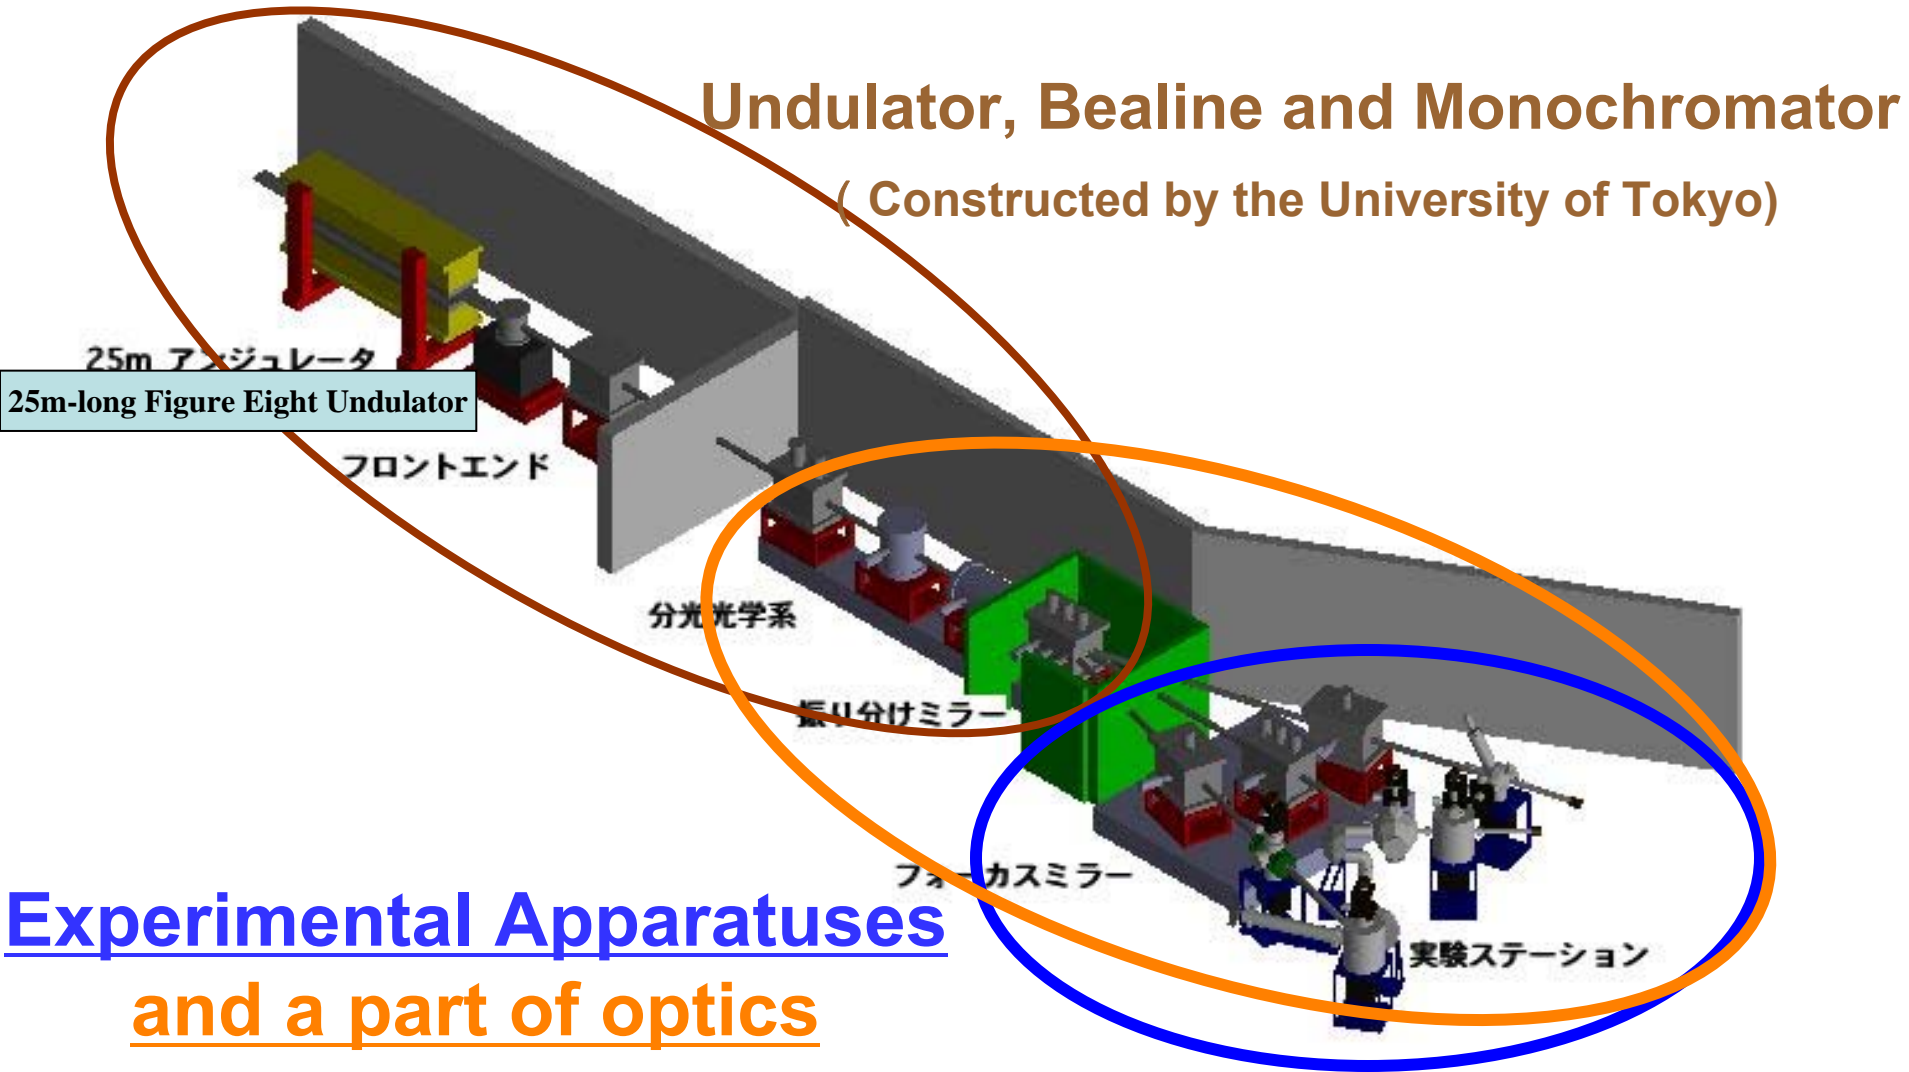 Undulator, Bealine and Monochromator
( Constructed by the University of Tokyo)
25m アンジュレータ
25m-long Figure Eight Undulator
フロントエンド
分光光学系
振り分けミラー
フォーカスミラー
実験ステーション
Experimental Apparatuses
and a part of optics